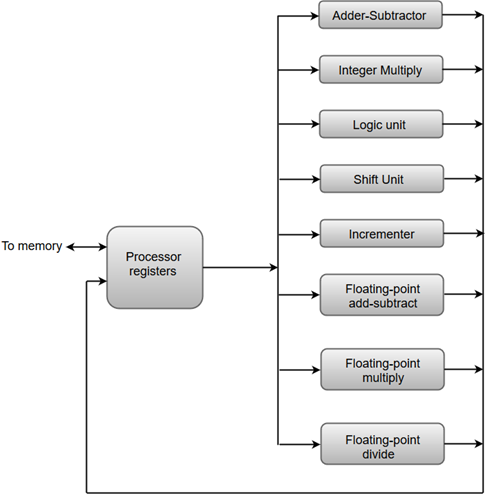 Adder-Subtractor
Integer Multiply
Logic unit
Shift Unit
Incrementer
To memory
Processor
registers
Floating-point
add-subtract
Floating-point
multiply
Floating-point
divide